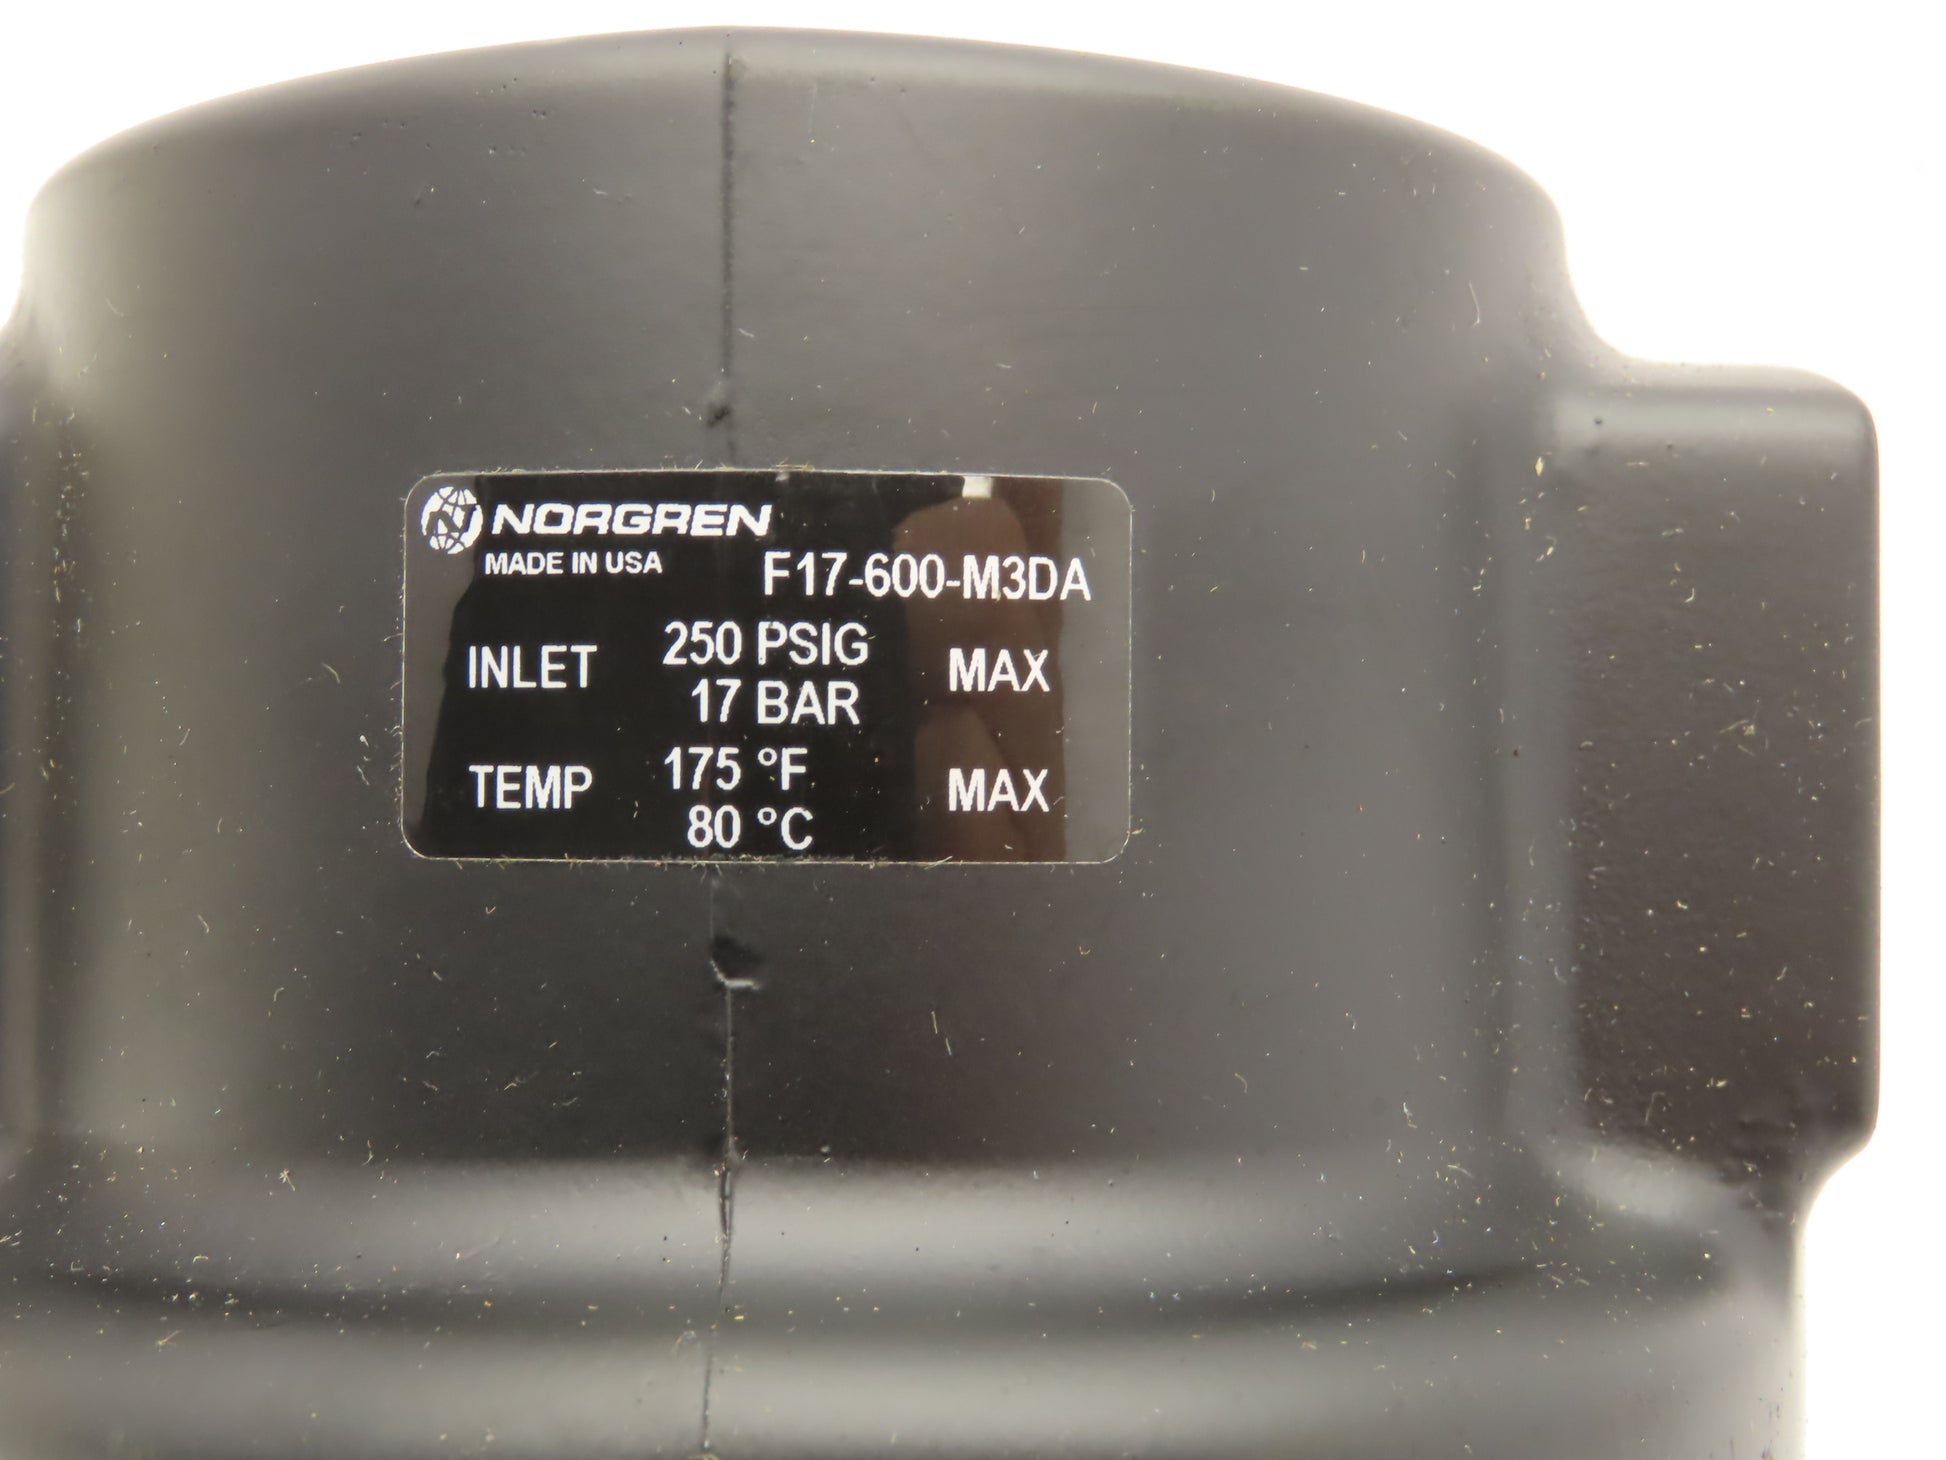 NORGREN
MADE IN USA
F17-600-M3DA
INLET 250 PSIG MAX
17 BAR
TEMP 175 °F MAX
80 °C